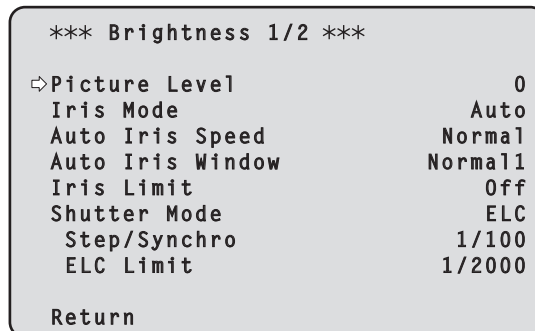 *** Brightness 1/2 ***
⇨Picture Level 0
Iris Mode Auto
Auto Iris Speed Normal
Auto Iris Window Normal1
Iris Limit Off
Shutter Mode ELC
Step/Synchro 1/100
ELC Limit 1/2000
Return